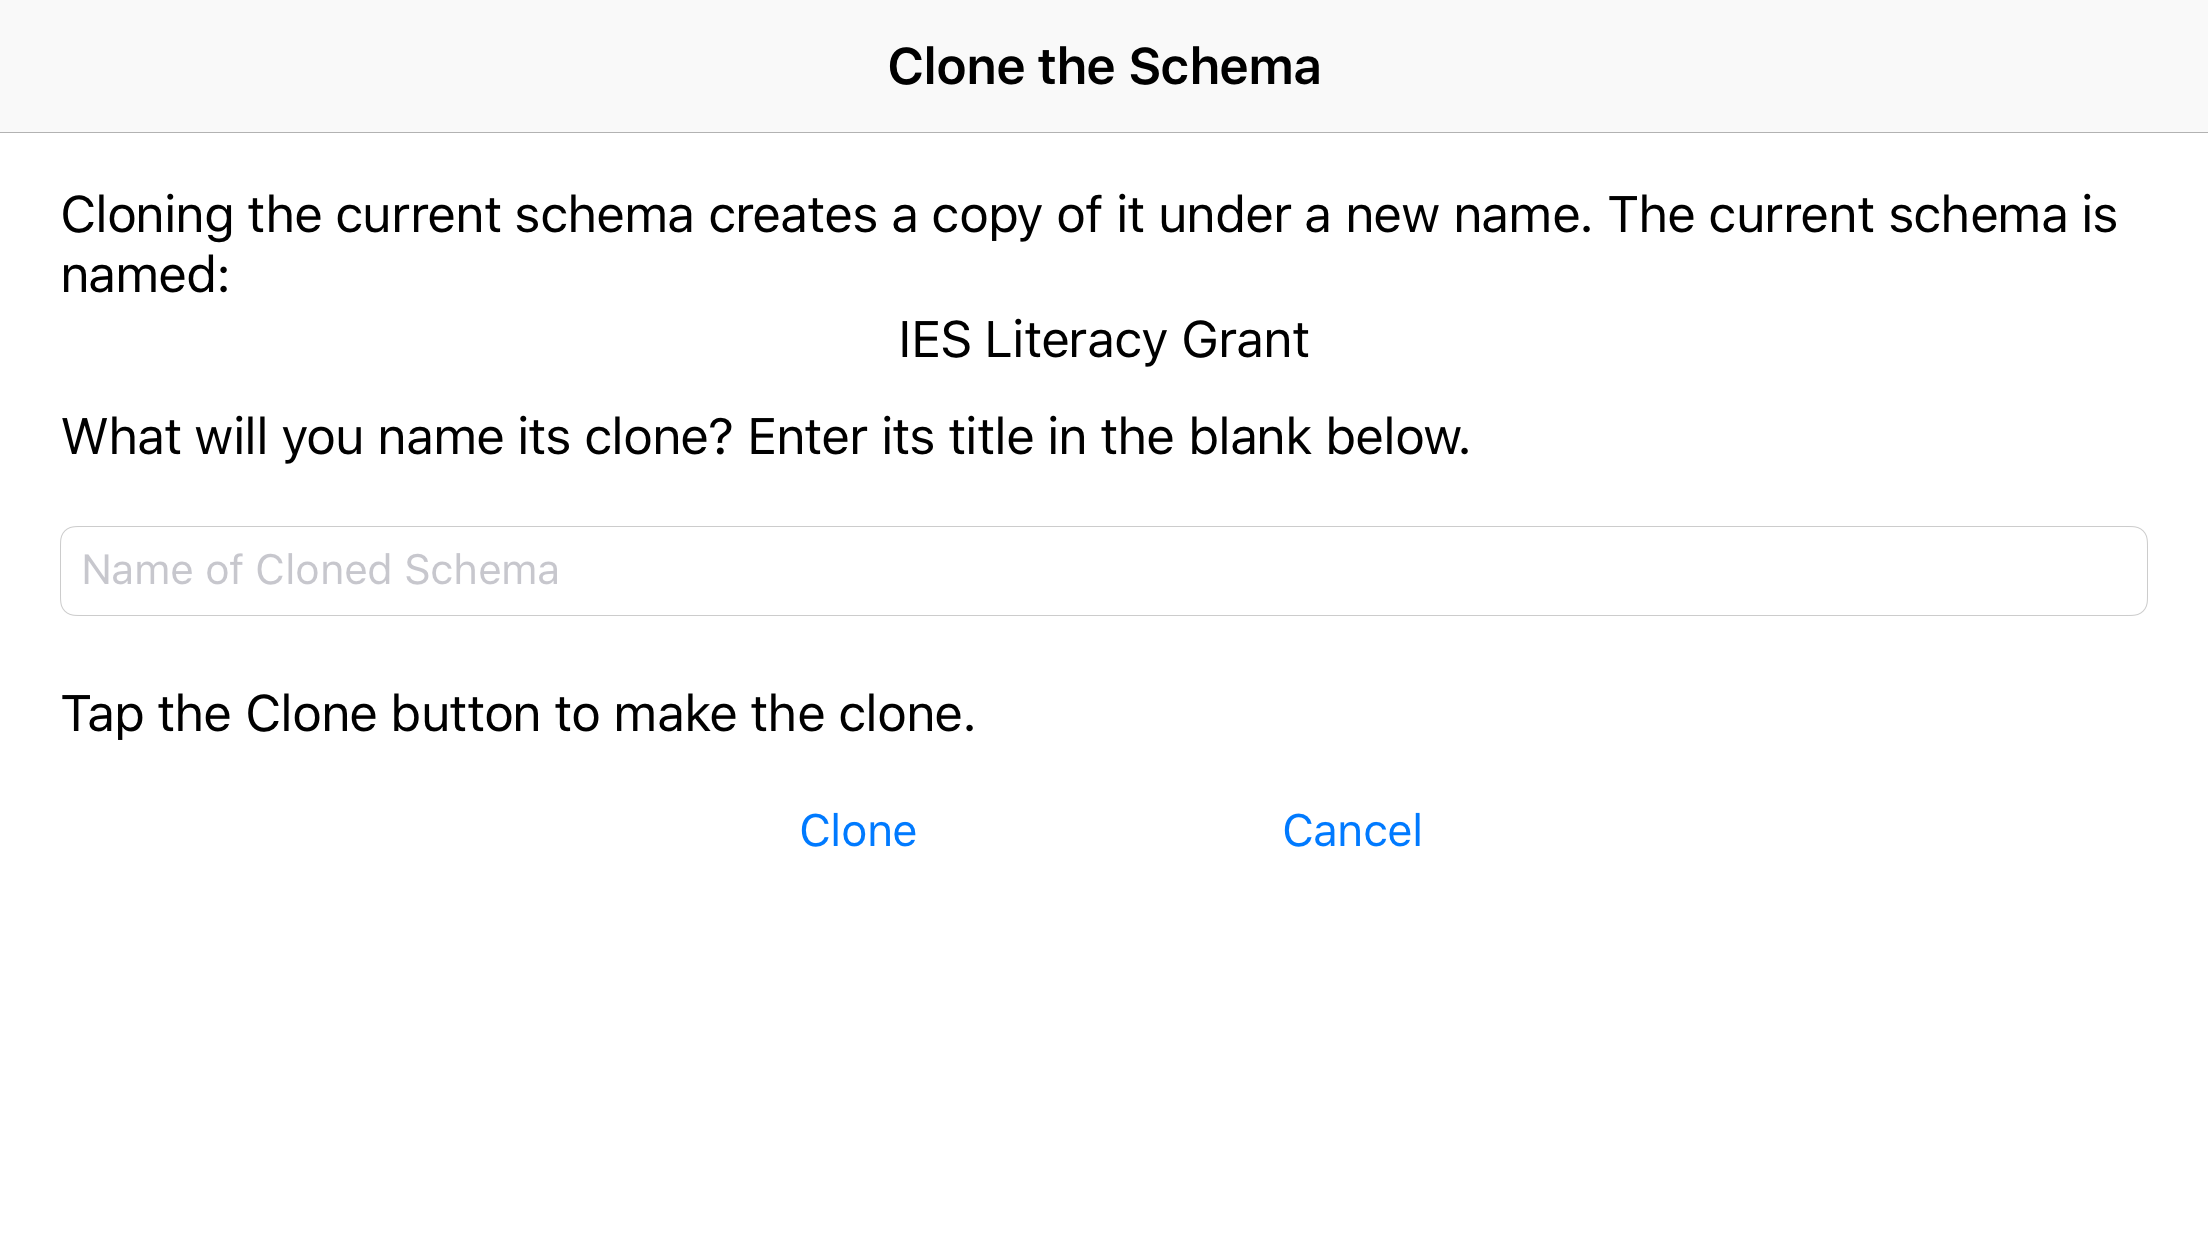 Clone the Schema
Cloning the current schema creates a copy of it under a new name. The current schema is
named:
IES Literacy Grant
What will you name its clone? Enter its title in the blank below.
Name of Cloned Schema
Tap the Clone button to make the clone.
Clone
Cancel